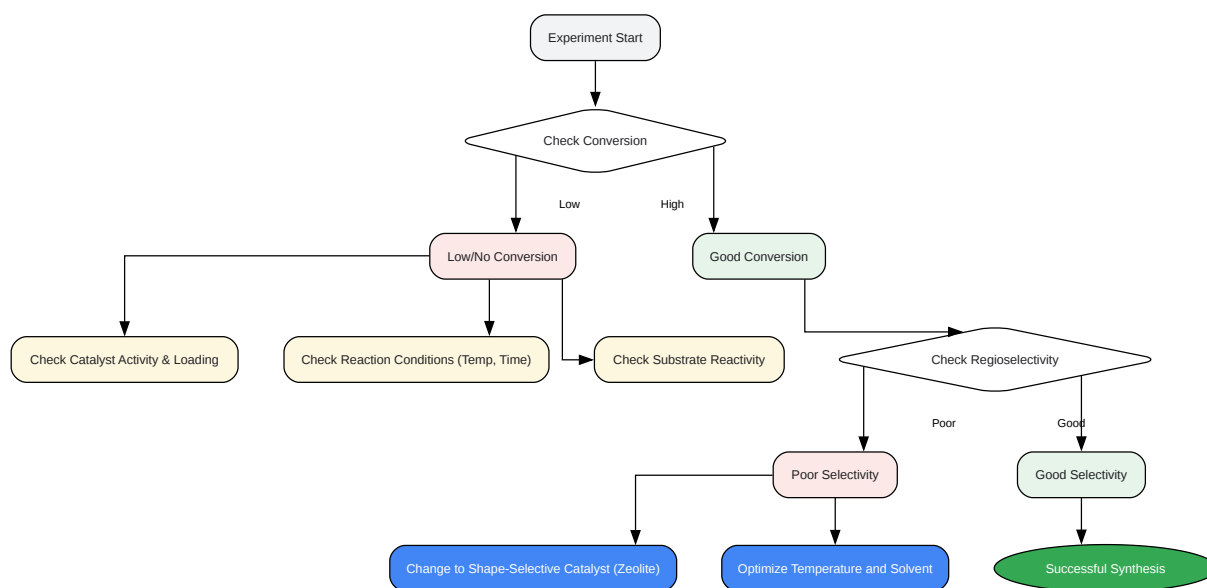 Experiment Start
Check Conversion
Low
High
Low/No Conversion
Good Conversion
Check Catalyst Activity & Loading
Check Reaction Conditions (Temp, Time)
Check Substrate Reactivity
Check Regioselectivity
Poor
Good
Poor Selectivity
Good Selectivity
Change to Shape-Selective Catalyst (Zeolite)
Optimize Temperature and Solvent
Successful Synthesis